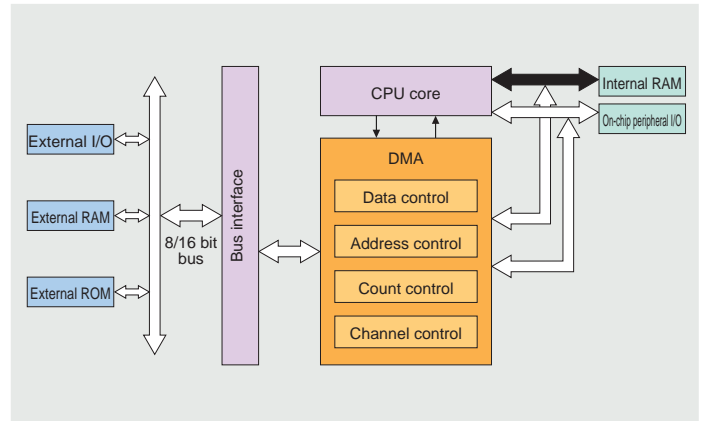 External I/O
External RAM
External ROM
8/16 bit
bus
Bus interface
CPU core
DMA
Data control
Address control
Count control
Channel control
Internal RAM
On-chip peripheral I/O